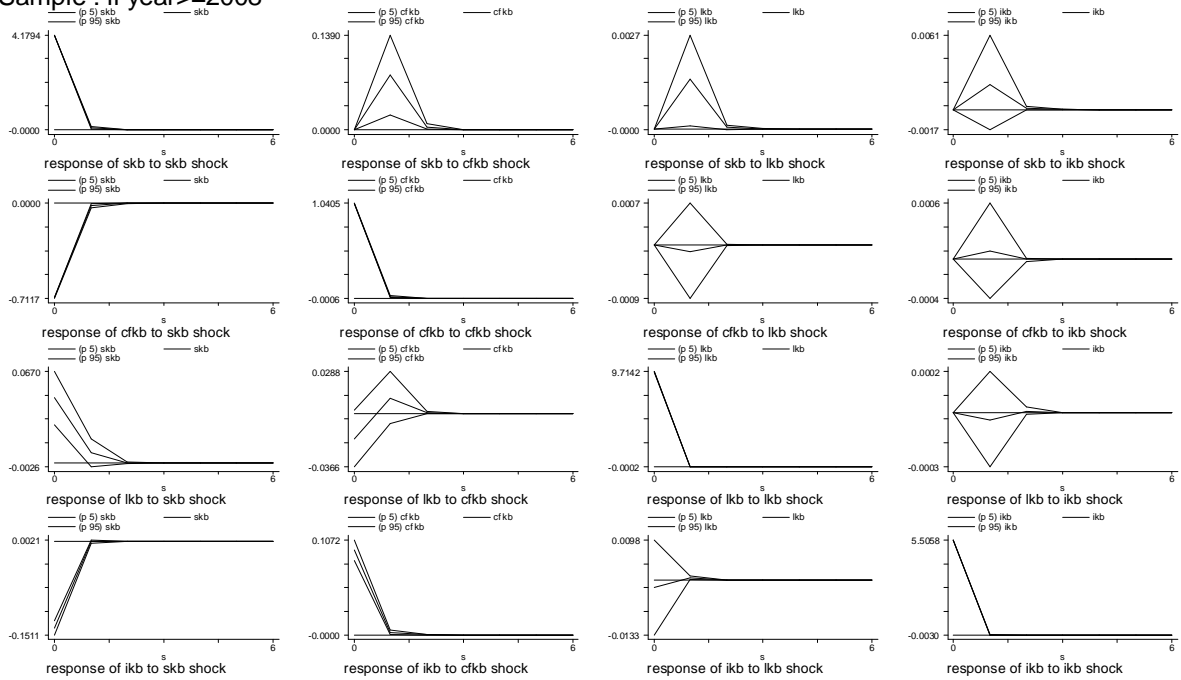 Sample : if year>=2008
(p 5) skb skb
(p 95) skb
4.1794
-0.0000
0 6
s
response of skb to skb shock
(p 5) cfkb cfkb
(p 95) cfkb
0.1390
0.0000
0 6
s
response of skb to cfkb shock
(p 5) lkb lkb
(p 95) lkb
0.0027
-0.0000
0 6
s
response of skb to lkb shock
(p 5) ikb ikb
(p 95) ikb
0.0061
-0.0017
0 6
s
response of skb to ikb shock
(p 5) skb skb
(p 95) skb
0.0000
-0.7117
0 6
s
response of cfkb to skb shock
(p 5) cfkb cfkb
(p 95) cfkb
1.0405
-0.0006
0 6
s
response of cfkb to cfkb shock
(p 5) lkb lkb
(p 95) lkb
0.0007
-0.0009
0 6
s
response of cfkb to lkb shock
(p 5) ikb ikb
(p 95) ikb
0.0006
-0.0004
0 6
s
response of cfkb to ikb shock
(p 5) skb skb
(p 95) skb
0.0670
-0.0026
0 6
s
response of lkb to skb shock
(p 5) cfkb cfkb
(p 95) cfkb
0.0288
-0.0366
0 6
s
response of lkb to cfkb shock
(p 5) lkb lkb
(p 95) lkb
9.7142
-0.0002
0 6
s
response of lkb to lkb shock
(p 5) ikb ikb
(p 95) ikb
0.0002
-0.0003
0 6
s
response of lkb to ikb shock
(p 5) skb skb
(p 95) skb
0.0021
-0.1511
0 6
s
response of ikb to skb shock
(p 5) cfkb cfkb
(p 95) cfkb
0.1072
-0.0000
0 6
s
response of ikb to cfkb shock
(p 5) lkb lkb
(p 95) lkb
0.0098
-0.0133
0 6
s
response of ikb to lkb shock
(p 5) ikb ikb
(p 95) ikb
5.5058
-0.0030
0 6
s
response of ikb to ikb shock